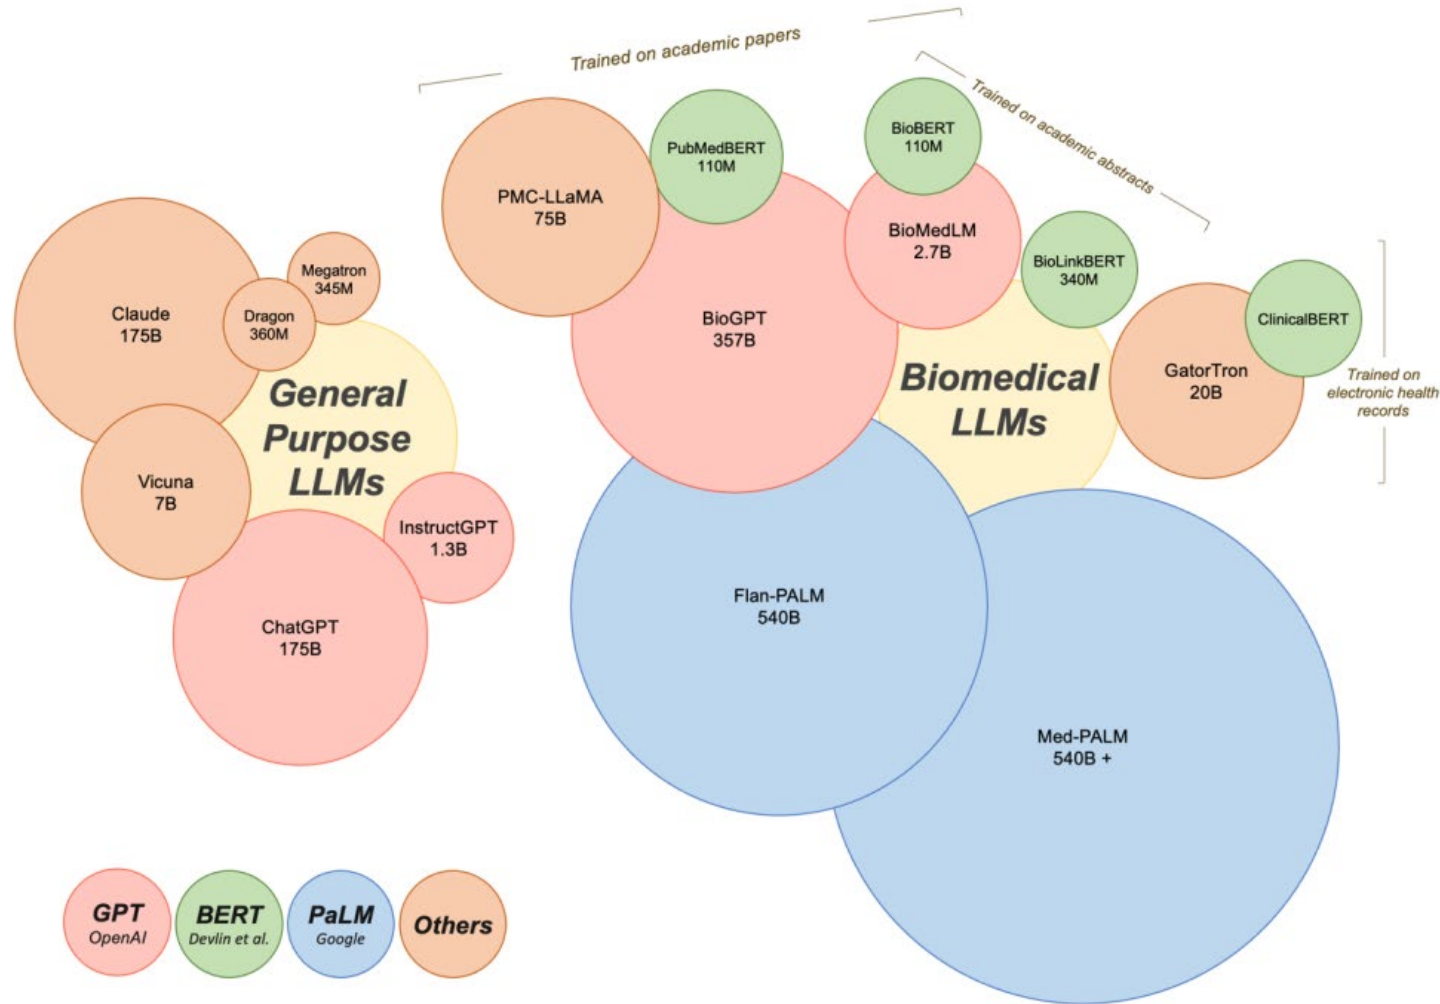 Trained on academic papers
Trained on academic abstracts
BioBERT
110M
PubMedBERT
110M
PMC-LLaMA
75B
BioMedLM
2.7B
BioLinkBERT
340M
Megatron
345M
Dragon
360M
Claude
175B
BioGPT
357B
ClinicalBERT
GatorTron
20B
Trained on
electronic health
records
General
Purpose
LLMs
Biomedical
LLMs
Vicuna
7B
InstructGPT
1.3B
ChatGPT
175B
Flan-PALM
540B
Med-PALM
540B +
GPT
OpenAI
BERT
Devlin et al.
PaLM
Google
Others